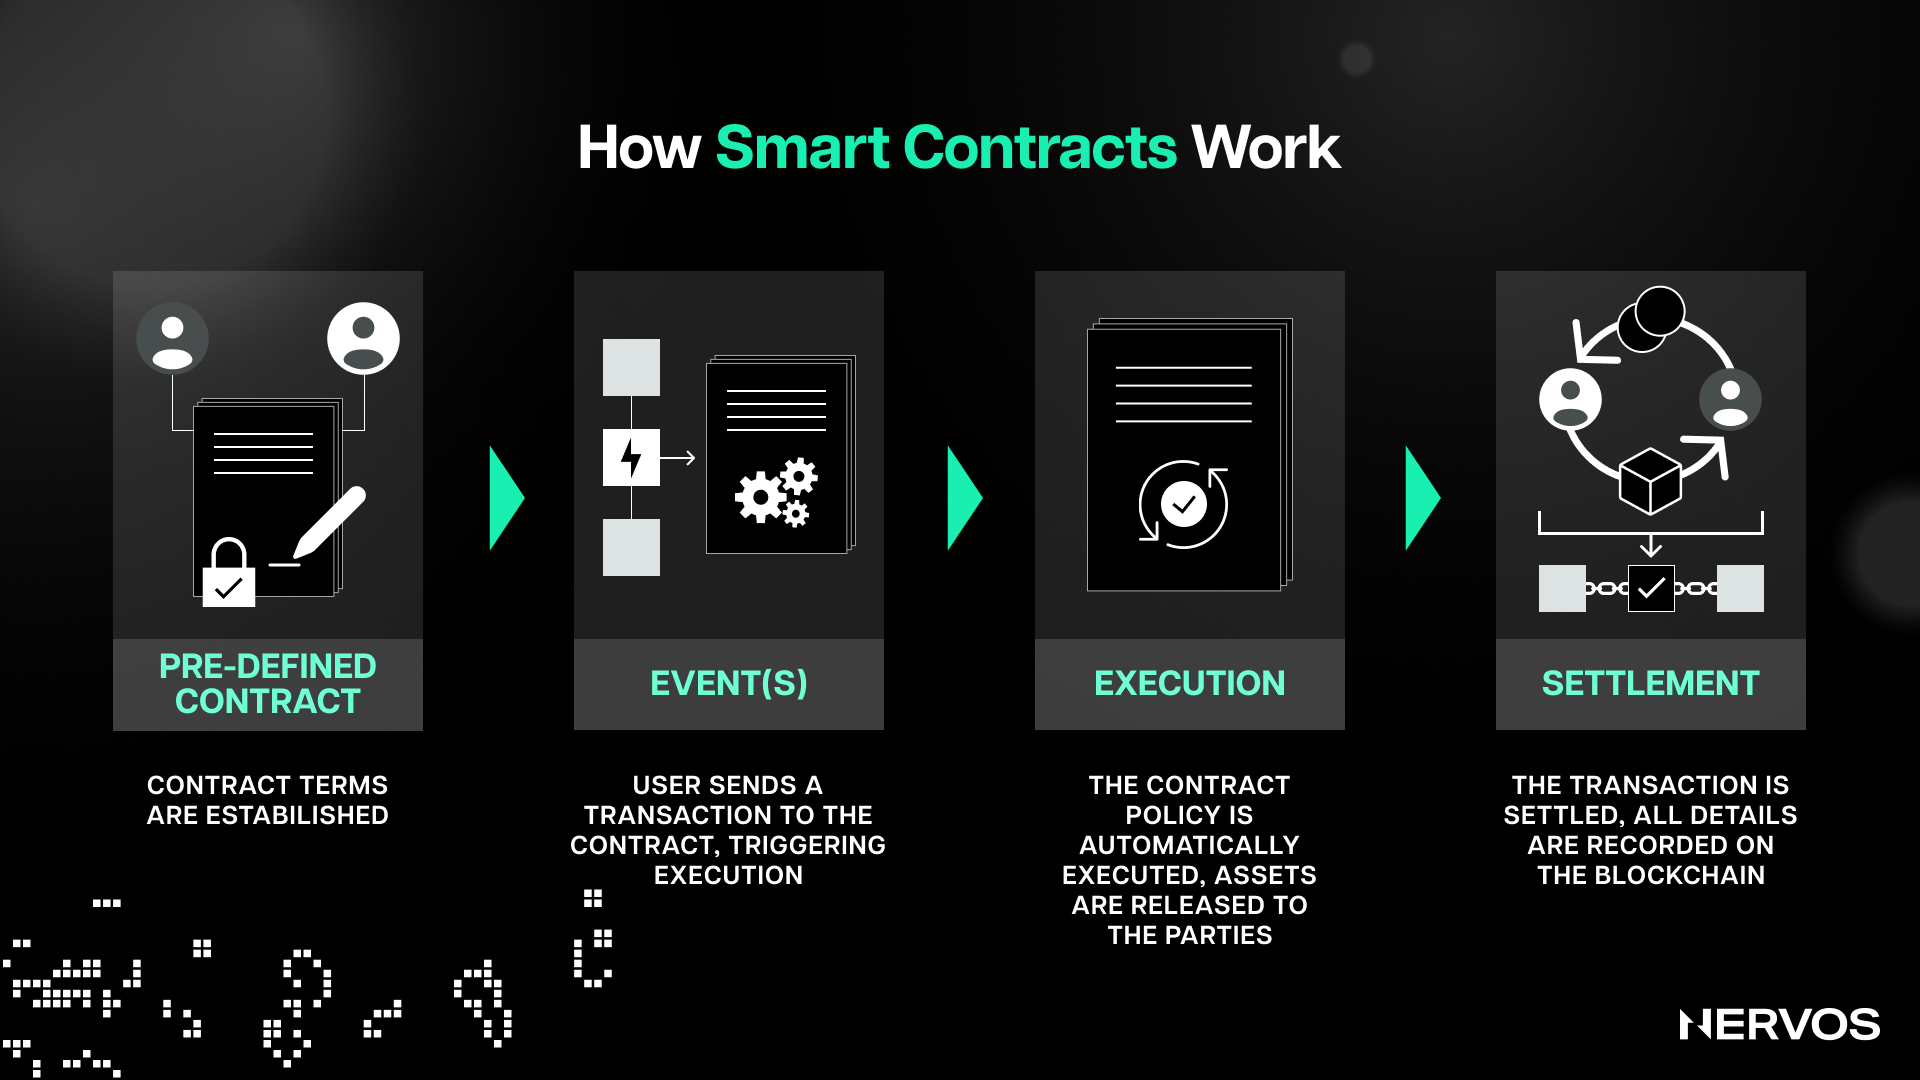 How Smart Contracts Work
PRE-DEFINED
CONTRACT
CONTRACT TERMS
ARE ESTABILISHED
EVENT(S)
USER SENDS A
TRANSACTION TO THE
CONTRACT, TRIGGERING
EXECUTION
EXECUTION
THE CONTRACT
POLICY IS
AUTOMATICALLY
EXECUTED, ASSETS
ARE RELEASED TO
THE PARTIES
SETTLEMENT
THE TRANSACTION IS
SETTLED, ALL DETAILS
ARE RECORDED ON
THE BLOCKCHAIN
NERVOS